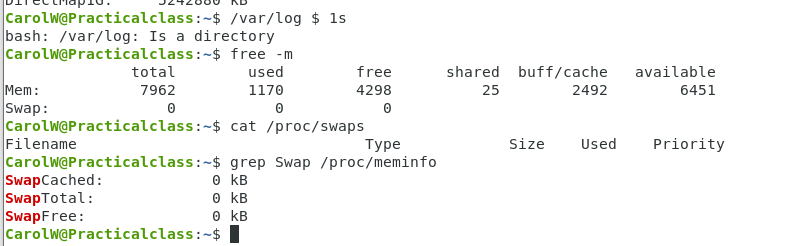 DirectMapIG:     5242880 kB
CarolW@Practicalclass:~$ /var/log $ 1s
bash: /var/log: Is a directory
CarolW@Practicalclass:~$ free -m
              total        used        free      shared  buff/cache   available
Mem:           7962        1170        4298          25        2492        6451
Swap:             0           0           0
CarolW@Practicalclass:~$ cat /proc/swaps
Filename                                Type            Size    Used    Priority
CarolW@Practicalclass:~$ grep Swap /proc/meminfo
SwapCached:            0 kB
SwapTotal:             0 kB
SwapFree:              0 kB
CarolW@Practicalclass:~$